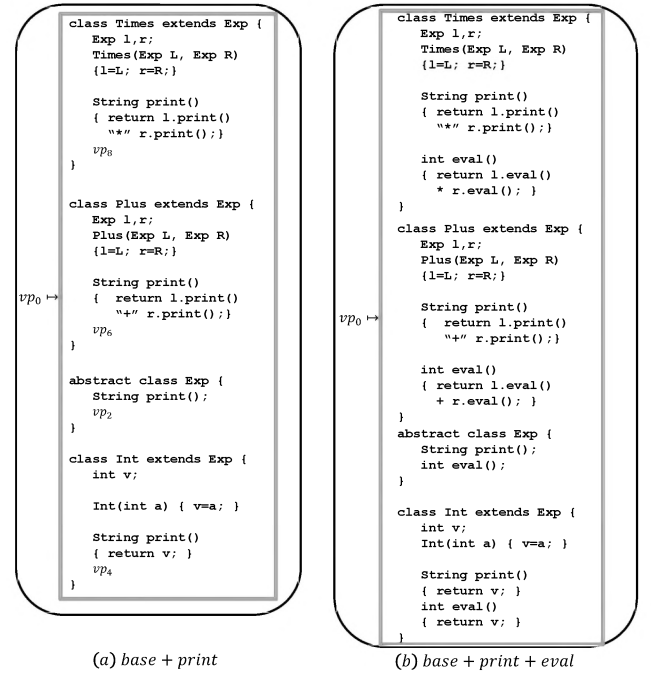 class Times extends Exp {
Exp l,r;
Times(Exp L, Exp R)
{l=L; r=R;}
String print()
{ return l.print()
“*” r.print();}
vp₈
}
class Plus extends Exp {
Exp l,r;
Plus(Exp L, Exp R)
{l=L; r=R;}
String print()
vp₀ ↦
{ return l.print()
“+” r.print();}
vp₆
}
abstract class Exp {
String print();
vp₂
}
class Int extends Exp {
int v;
Int(int a) { v=a; }
String print()
{ return v; }
vp₄
}
(a) base + print
class Times extends Exp {
Exp l,r;
Times(Exp L, Exp R)
{l=L; r=R;}
String print()
{ return l.print()
“*” r.print();}
int eval()
{ return l.eval()
* r.eval(); }
}
class Plus extends Exp {
Exp l,r;
Plus(Exp L, Exp R)
{l=L; r=R;}
String print()
vp₀ ↦
{ return l.print()
“+” r.print();}
int eval()
{ return l.eval()
+ r.eval(); }
}
abstract class Exp {
String print();
int eval();
}
class Int extends Exp {
int v;
Int(int a) { v=a; }
String print()
{ return v; }
int eval()
{ return v; }
}
(b) base + print + eval